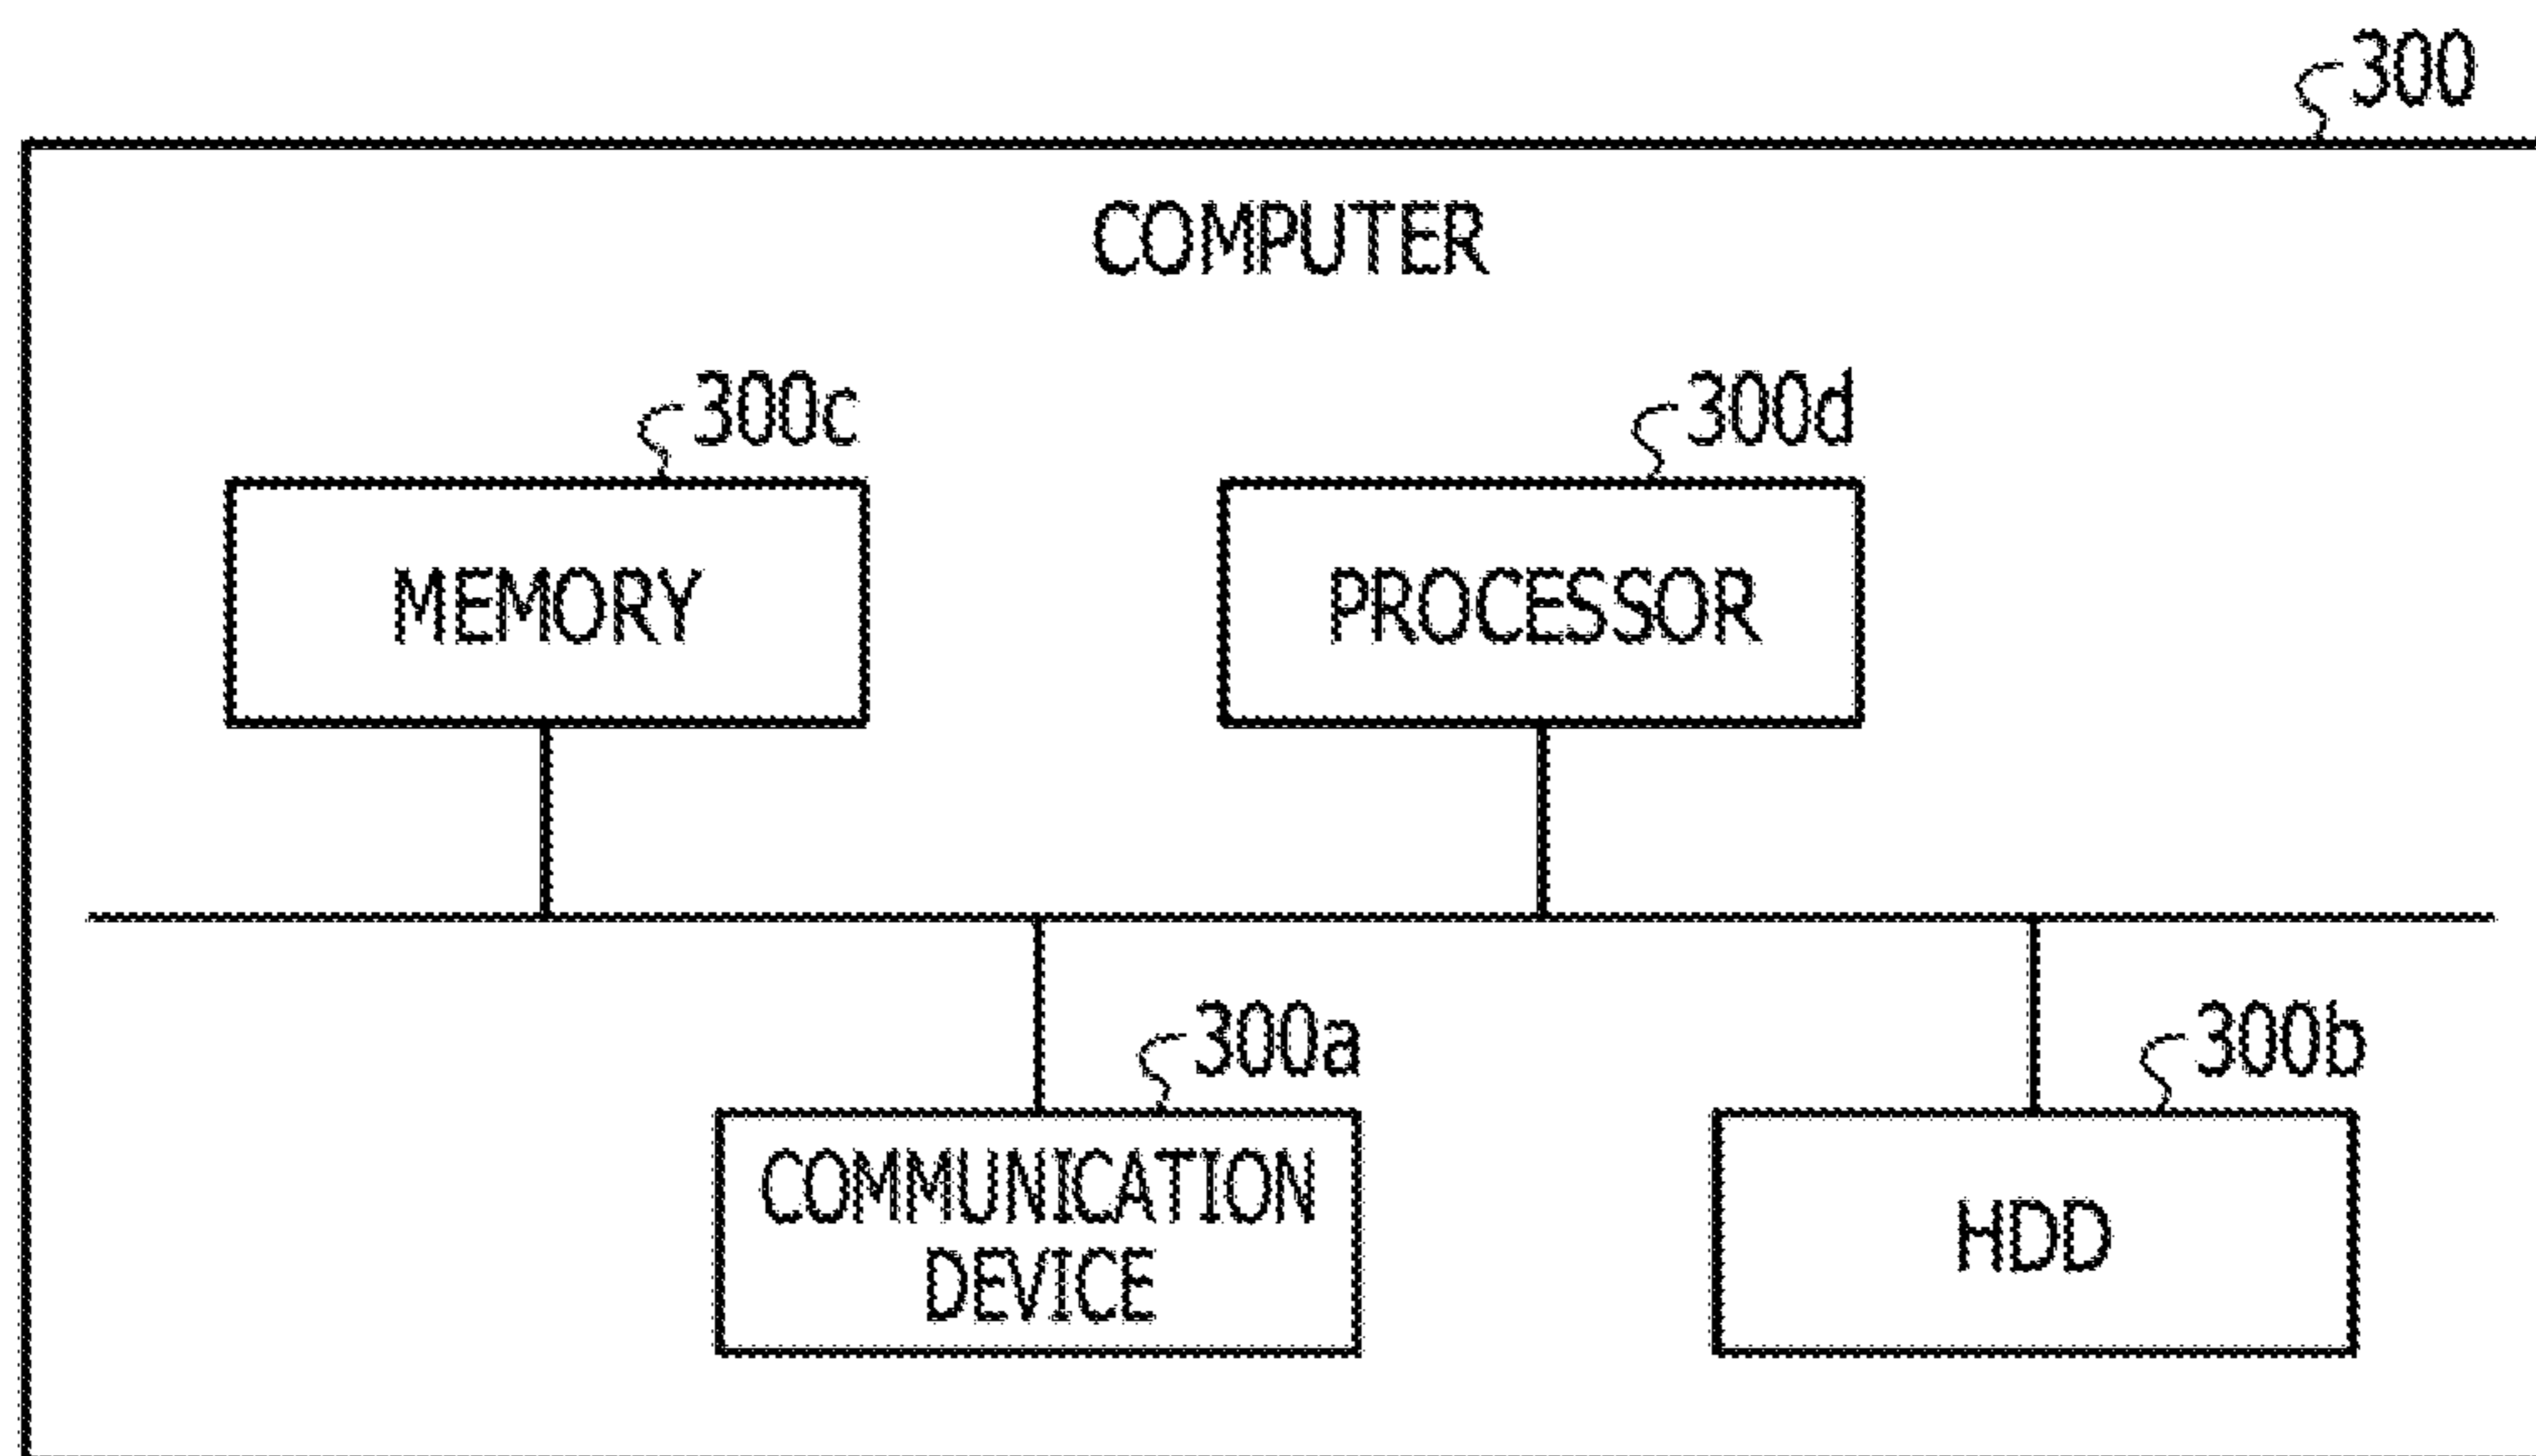 300
COMPUTER
300c
300d
MEMORY
PROCESSOR
300a
300b
COMMUNICATION
DEVICE
HDD